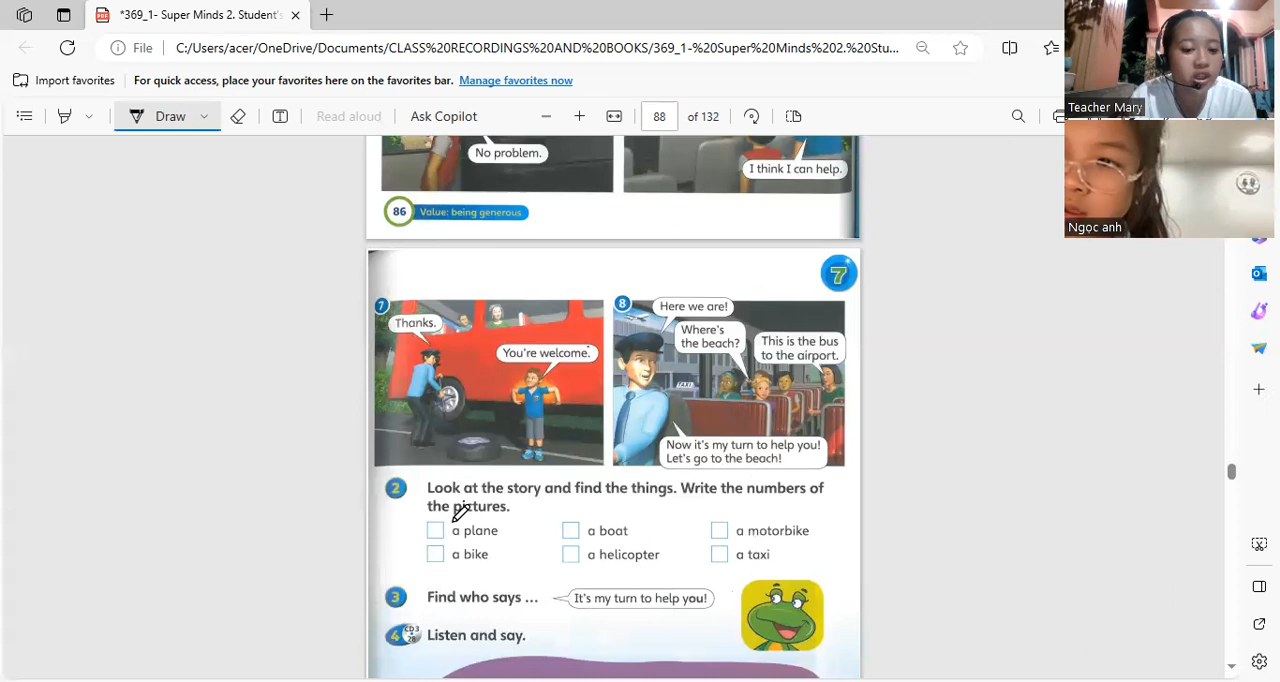 *369_1- Super Minds 2. Student's
File
C:/Users/acer/OneDrive/Documents/CLASS%20RECORDINGS%20AND%20BOOKS/369_1-%20Super%20Minds%202.%20Stu...
Import favorites
For quick access, place your favorites here on the favorites bar. Manage favorites now
Draw
Read aloud
Ask Copilot
88
of 132
Teacher Mary
Ngọc anh
No problem.
I think I can help.
86
Value: being generous
7
7
Thanks.
You're welcome.
8
Here we are!
Where's
the beach?
This is the bus
to the airport.
TAXI
Now it's my turn to help you!
Let's go to the beach!
2
Look at the story and find the things. Write the numbers of
the pictures.
a plane
a boat
a motorbike
a bike
a helicopter
a taxi
3
Find who says ...
It's my turn to help you!
4
CD3
28
Listen and say.